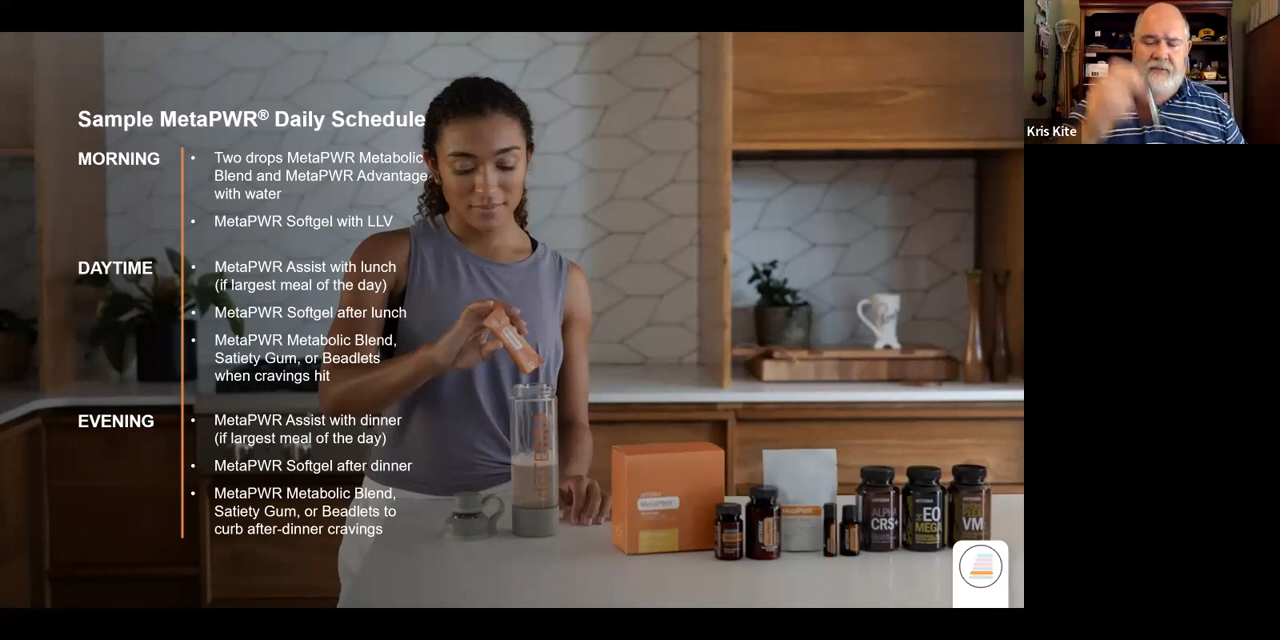 Sample MetaPWR® Daily Schedule
MORNING
• Two drops MetaPWR Metabolic
Blend and MetaPWR Advantage
with water
• MetaPWR Softgel with LLV
DAYTIME
• MetaPWR Assist with lunch
(if largest meal of the day)
• MetaPWR Softgel after lunch
• MetaPWR Metabolic Blend,
Satiety Gum, or Beadlets
when cravings hit
EVENING
• MetaPWR Assist with dinner
(if largest meal of the day)
• MetaPWR Softgel after dinner
• MetaPWR Metabolic Blend,
Satiety Gum, or Beadlets to
curb after-dinner cravings
MetaPWR
MetaPWR
ALPHA
CRS+
xEO
MEGA
VM
Kris Kite